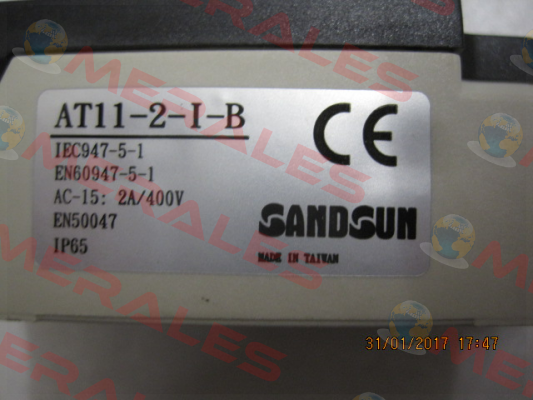 AT11-2-I-B
IEC947-5-1
EN60947-5-1
AC-15: 2A/400V
EN50047
IP65
CE
SANDSUN
MADE IN TAIWAN
MERALES
31/01/2017 17:47